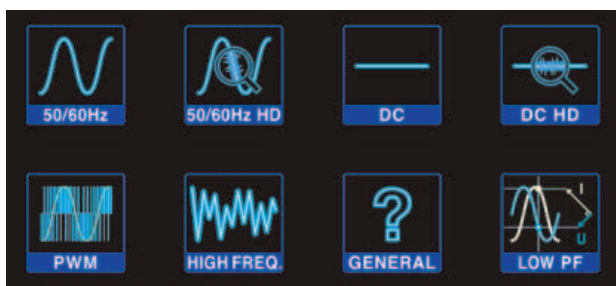 50/60Hz
50/60Hz HD
DC
DC HD
PWM
HIGH FREQ.
?
GENERAL
I
U
LOW PF